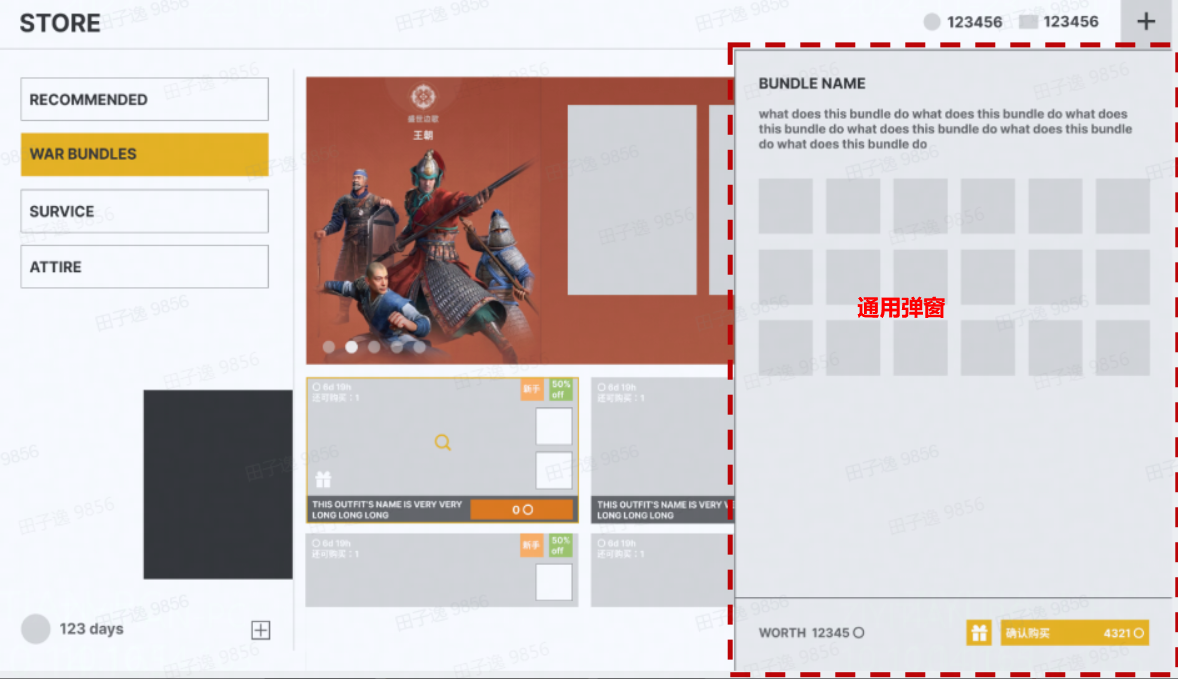 STORE
123456
123456
+
RECOMMENDED
WAR BUNDLES
SURVICE
ATTIRE
123 days
盛世边歌
王朝
6d 19h
还可购买：1
新手
50%
off
THIS OUTFIT'S NAME IS VERY VERY
LONG LONG LONG
0
6d 19h
还可购买：1
THIS OUTFIT'S NAME IS VERY V
LONG LONG LONG
6d 19h
还可购买：1
新手
50%
off
6d 19h
还可购买：1
BUNDLE NAME
what does this bundle do what does this bundle do what does
this bundle do what does this bundle do what does this bundle
do what does this bundle do
通用弹窗
WORTH 12345
确认购买
4321
田子逸 9856